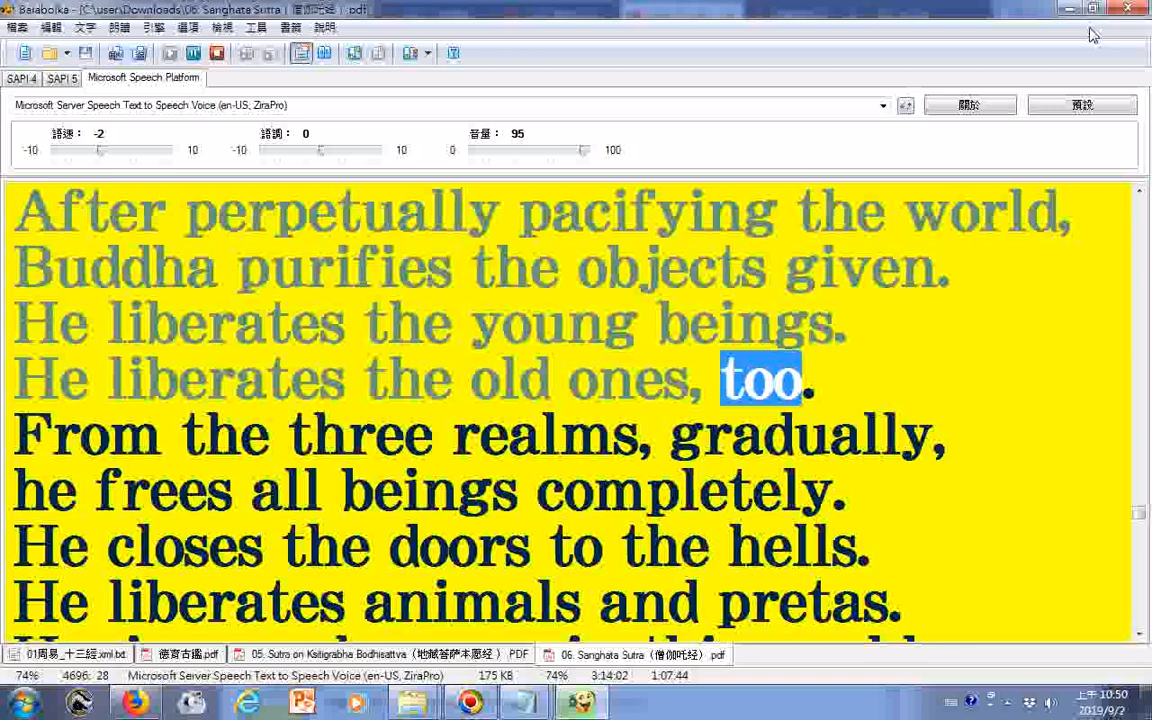 Balabolka - [C:\user\Downloads\06. Sanghata Sutra（僧伽吒经）.pdf]
檔案 編輯 文字 朗讀 引擎 選項 檢視 工具 書籤 說明
SAPI 4 SAPI 5 Microsoft Speech Platform
Microsoft Server Speech Text to Speech Voice (en-US, ZiraPro) 關於 預設
語速： -2 語調： 0 音量： 95
-10 10 -10 10 0 100
After perpetually pacifying the world,
Buddha purifies the objects given.
He liberates the young beings.
He liberates the old ones, too.
From the three realms, gradually,
he frees all beings completely.
He closes the doors to the hells.
He liberates animals and pretas.
01周易_十三經.xml.txt 德育古鑑.pdf 05. Sutra on Ksitigrabha Bodhisattva（地藏菩萨本愿经）.PDF 06. Sanghata Sutra（僧伽吒经）.pdf
74% 4696: 28 Microsoft Server Speech Text to Speech Voice (en-US, ZiraPro) 175 KB 74% 3:14:02 1:07:44
上午 10:50
2019/9/2